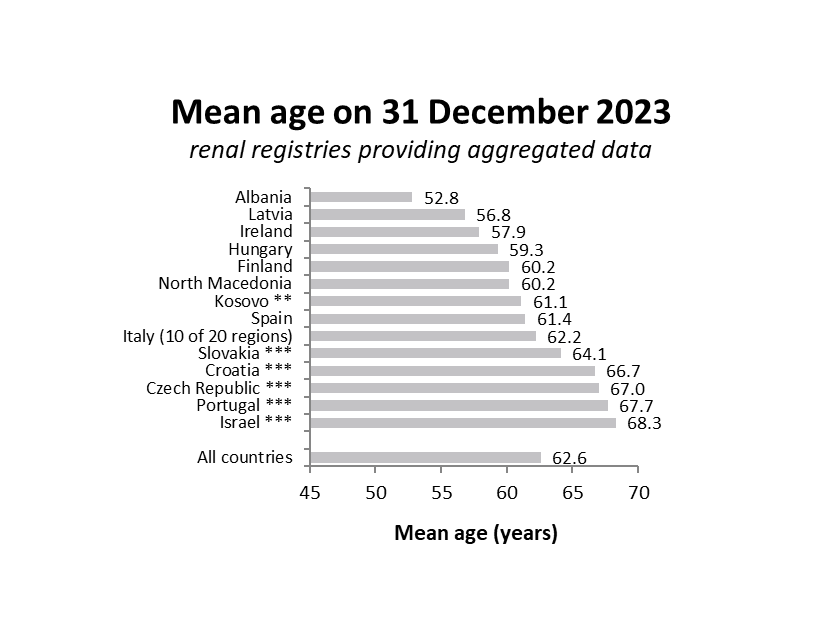 Mean age on 31 December 2023
renal registries providing aggregated data
Albania 52.8
Latvia 56.8
Ireland 57.9
Hungary 59.3
Finland 60.2
North Macedonia 60.2
Kosovo ** 61.1
Spain 61.4
Italy (10 of 20 regions) 62.2
Slovakia *** 64.1
Croatia *** 66.7
Czech Republic *** 67.0
Portugal *** 67.7
Israel *** 68.3
All countries 62.6
45 50 55 60 65 70
Mean age (years)